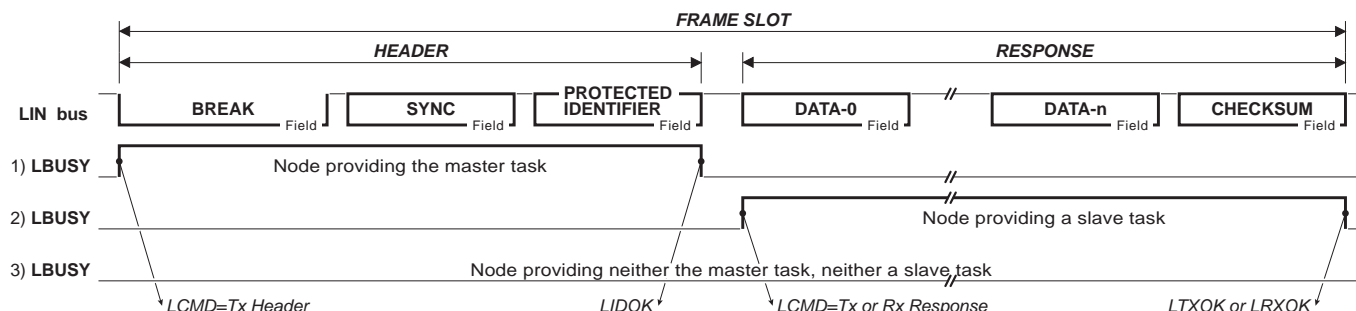 FRAME SLOT
HEADER
RESPONSE
LIN bus
BREAK
Field
SYNC
Field
PROTECTED
IDENTIFIER
Field
DATA-0
Field
DATA-n
Field
CHECKSUM
Field
1) LBUSY
Node providing the master task
2) LBUSY
Node providing a slave task
3) LBUSY
Node providing neither the master task, neither a slave task
LCMD=Tx Header
LIDOK
LCMD=Tx or Rx Response
LTXOK or LRXOK